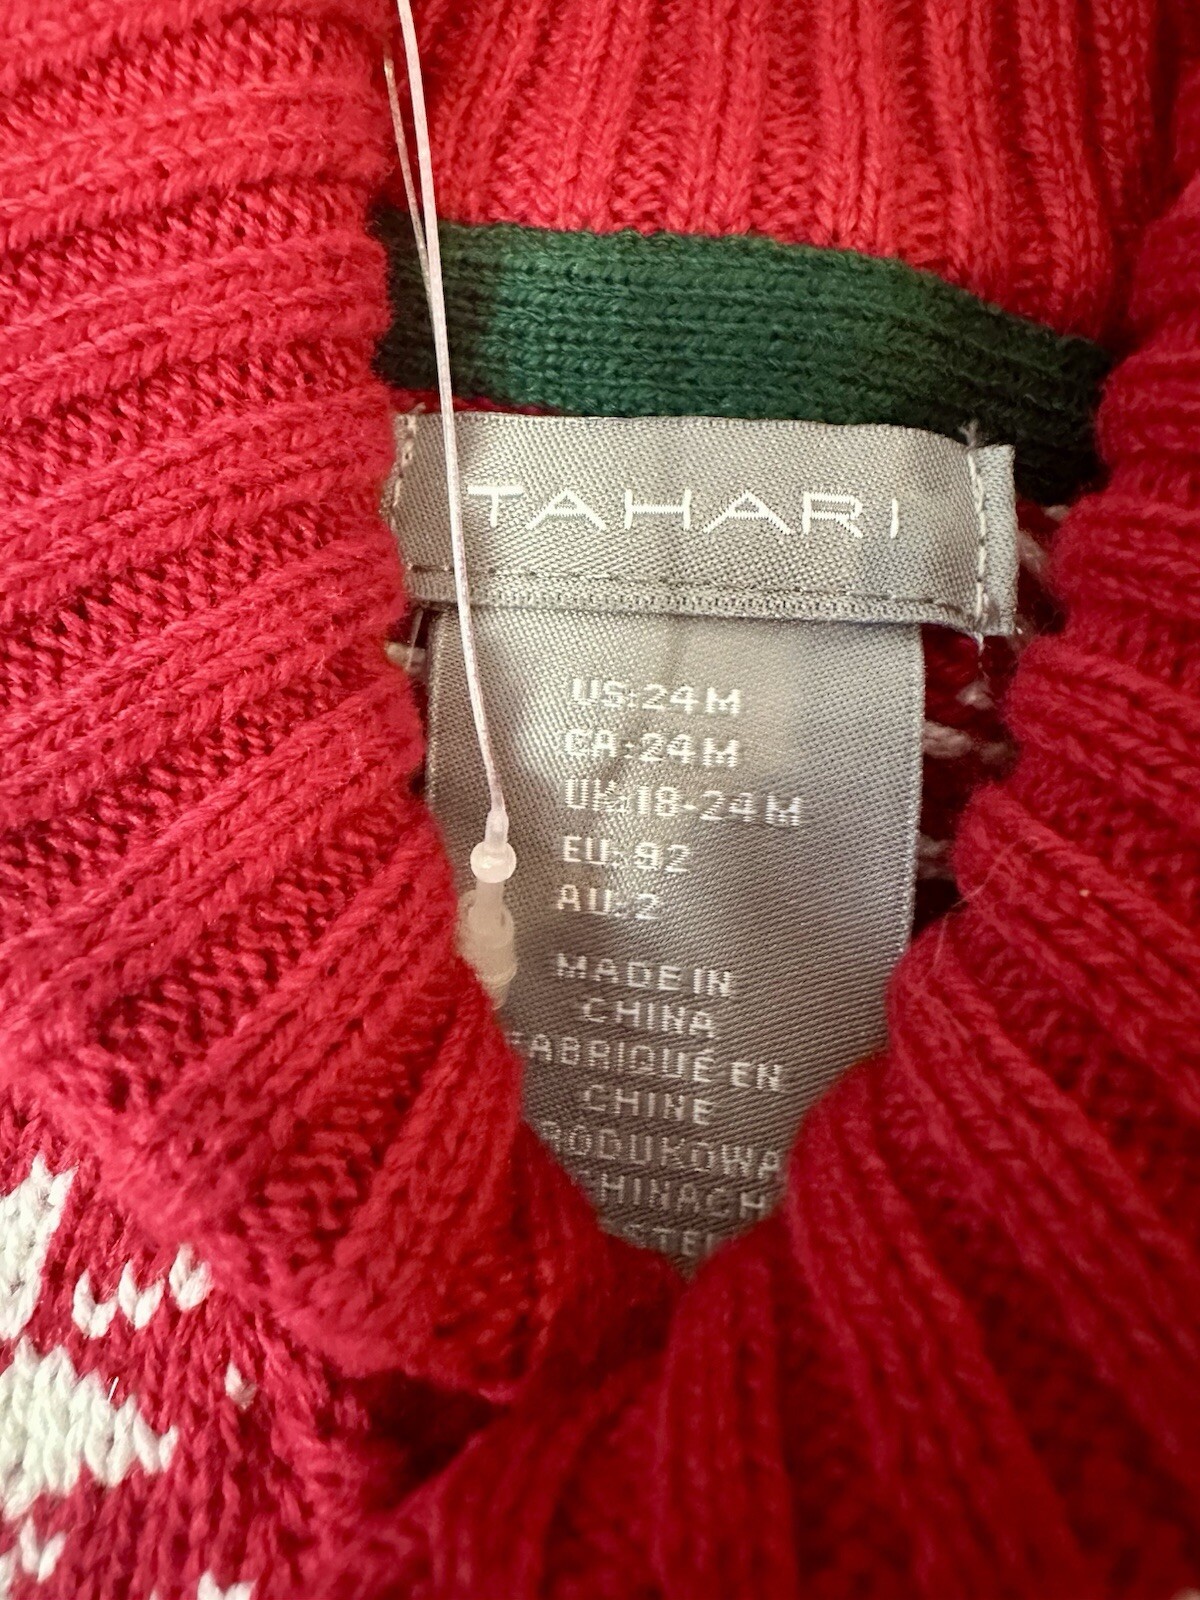 TAHARI
US:24M
CA:24M
UK:18-24M
EU:92
AU:2
MADE IN
CHINA
FABRIQUÉ EN
CHINE